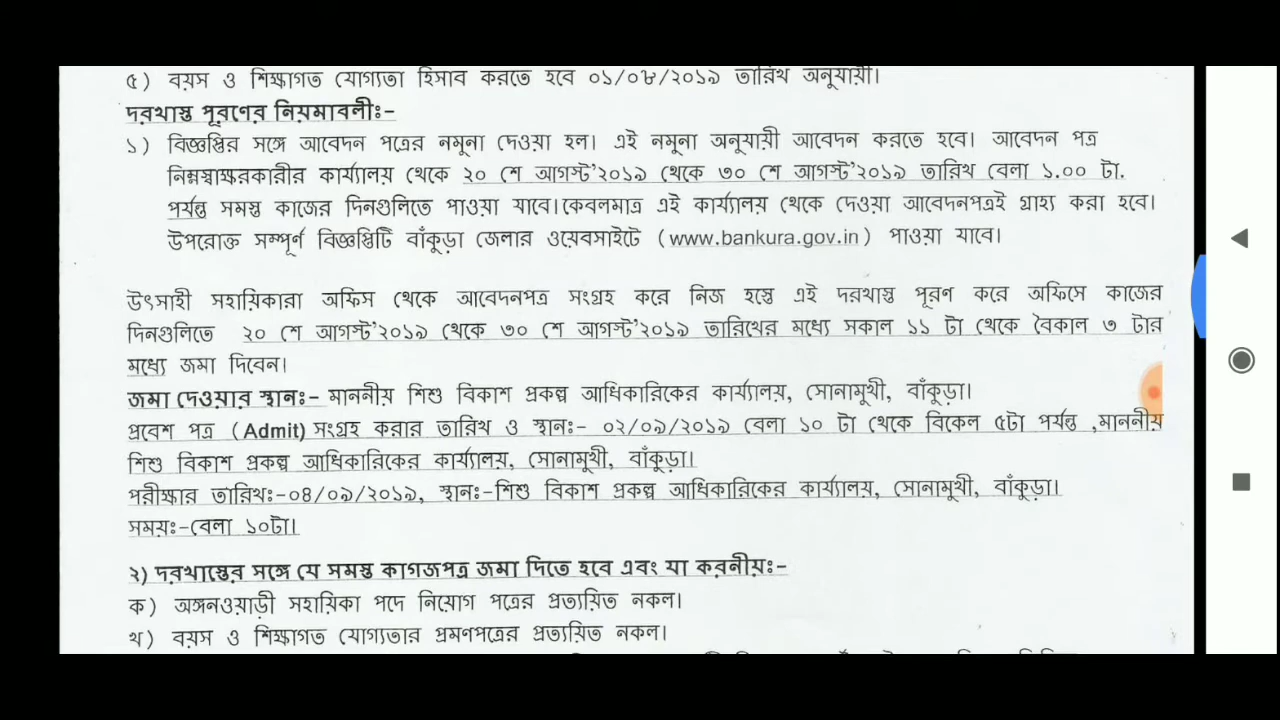 ৫) বয়স ও শিক্ষাগত যোগ্যতা হিসাব করতে হবে ০১/০৮/২০১৯ তারিখ অনুযায়ী।
দরখাস্ত পূরণের নিয়মাবলীঃ-
১) বিজ্ঞপ্তির সঙ্গে আবেদন পত্রের নমুনা দেওয়া হল। এই নমুনা অনুযায়ী আবেদন করতে হবে। আবেদন পত্র
নিম্নস্বাক্ষরকারীর কার্য্যালয় থেকে ২০ শে আগস্ট'২০১৯ থেকে ৩০ শে আগস্ট'২০১৯ তারিখ বেলা ১.০০ টা.
পর্যন্ত সমস্ত কাজের দিনগুলিতে পাওয়া যাবে।কেবলমাত্র এই কার্য্যালয় থেকে দেওয়া আবেদনপত্রই গ্রাহ্য করা হবে।
উপরোক্ত সম্পূর্ণ বিজ্ঞপ্তিটি বাঁকুড়া জেলার ওয়েবসাইটে (www.bankura.gov.in) পাওয়া যাবে।
উৎসাহী সহায়িকারা অফিস থেকে আবেদনপত্র সংগ্রহ করে নিজ হস্তে এই দরখাস্ত পূরণ করে অফিসে কাজের
দিনগুলিতে ২০ শে আগস্ট'২০১৯ থেকে ৩০ শে আগস্ট'২০১৯ তারিখের মধ্যে সকাল ১১ টা থেকে বৈকাল ৩ টার
মধ্যে জমা দিবেন।
জমা দেওয়ার স্থানঃ- মাননীয় শিশু বিকাশ প্রকল্প আধিকারিকের কার্য্যালয়, সোনামুখী, বাঁকুড়া।
প্রবেশ পত্র (Admit) সংগ্রহ করার তারিখ ও স্থানঃ- ০২/০৯/২০১৯ বেলা ১০ টা থেকে বিকেল ৫টা পর্যন্ত ,মাননীয়
শিশু বিকাশ প্রকল্প আধিকারিকের কার্য্যালয়, সোনামুখী, বাঁকুড়া।
পরীক্ষার তারিখঃ-০৪/০৯/২০১৯, স্থানঃ-শিশু বিকাশ প্রকল্প আধিকারিকের কার্য্যালয়, সোনামুখী, বাঁকুড়া।
সময়ঃ-বেলা ১০টা।
২) দরখাস্তের সঙ্গে যে সমস্ত কাগজপত্র জমা দিতে হবে এবং যা করনীয়ঃ-
ক) অঙ্গনওয়াড়ী সহায়িকা পদে নিয়োগ পত্রের প্রত্যয়িত নকল।
খ) বয়স ও শিক্ষাগত যোগ্যতার প্রমণপত্রের প্রত্যয়িত নকল।